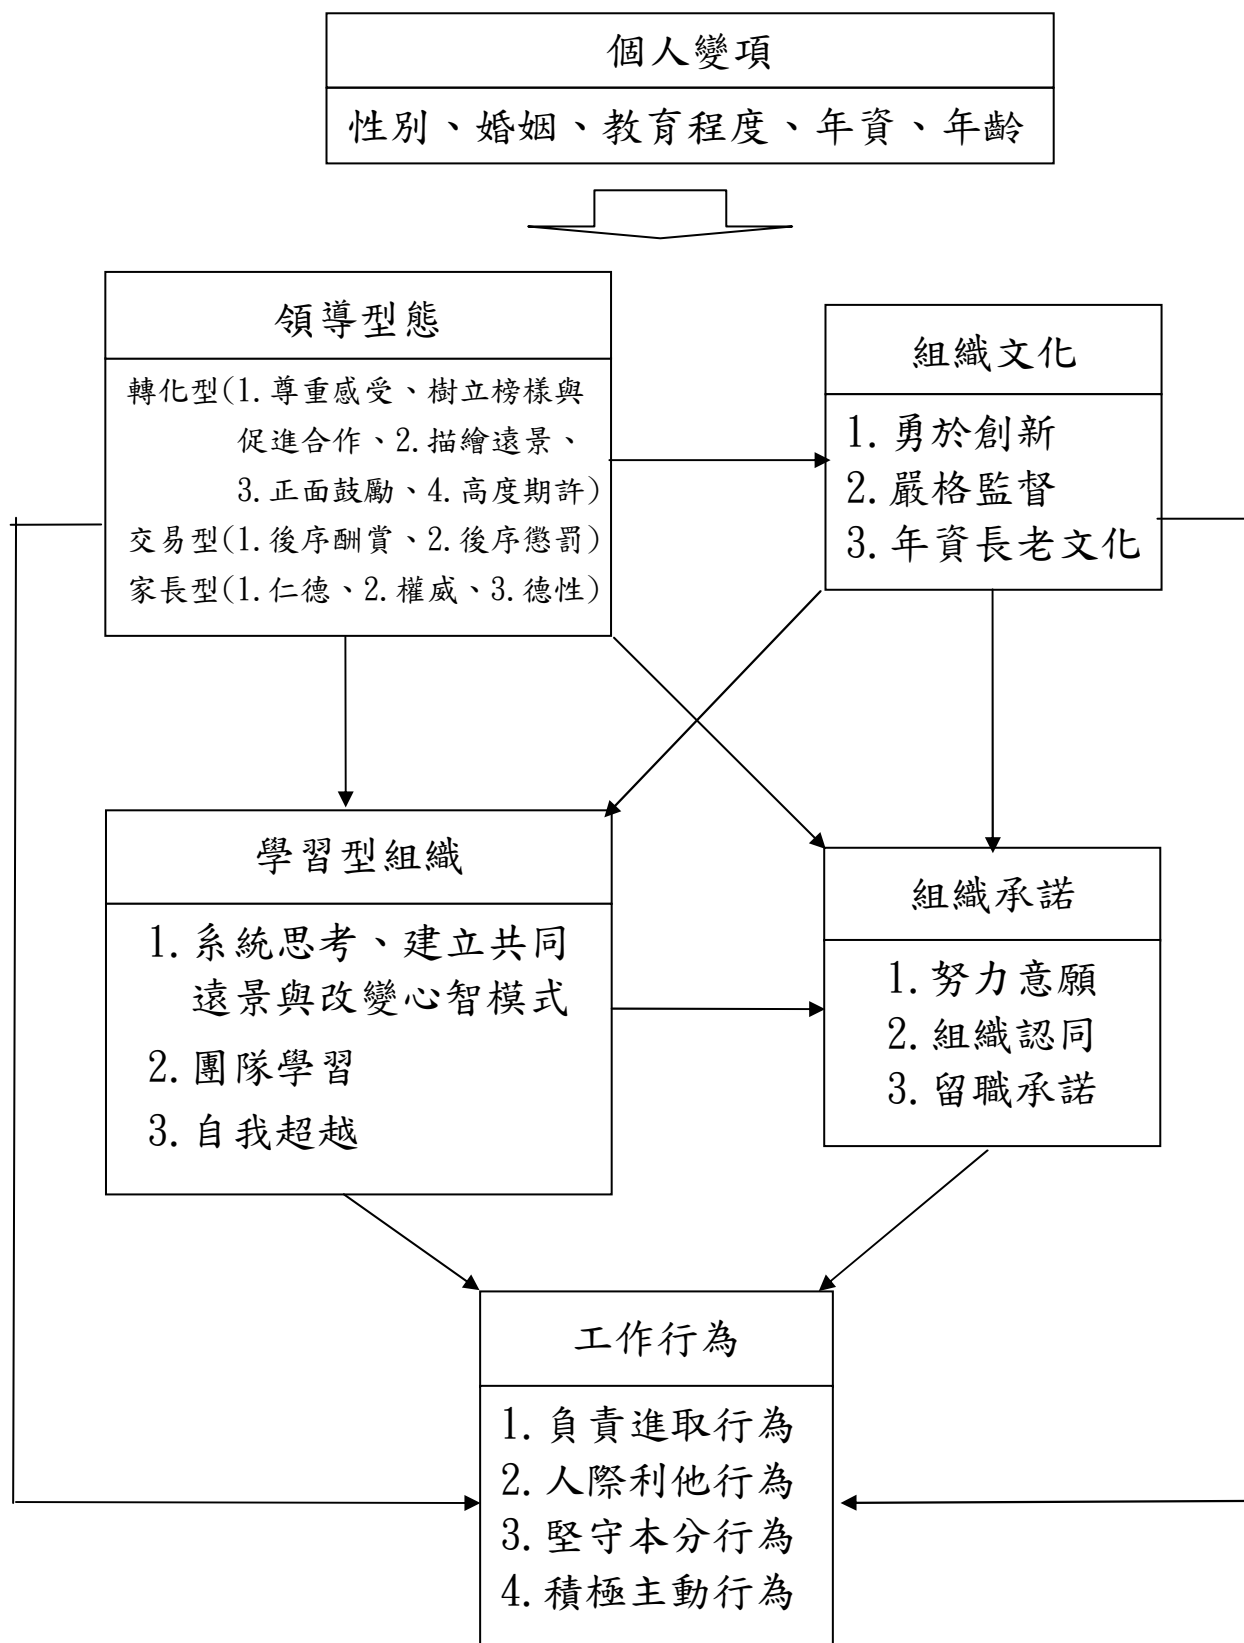 個人變項
性別、婚姻、教育程度、年資、年齡
領導型態
轉化型(1.尊重感受、樹立榜樣與
促進合作、2.描繪遠景、
3.正面鼓勵、4.高度期許)
交易型(1.後序酬賞、2.後序懲罰)
家長型(1.仁德、2.權威、3.德性)
組織文化
1.勇於創新
2.嚴格監督
3.年資長老文化
學習型組織
1.系統思考、建立共同
遠景與改變心智模式
2.團隊學習
3.自我超越
組織承諾
1.努力意願
2.組織認同
3.留職承諾
工作行為
1.負責進取行為
2.人際利他行為
3.堅守本分行為
4.積極主動行為